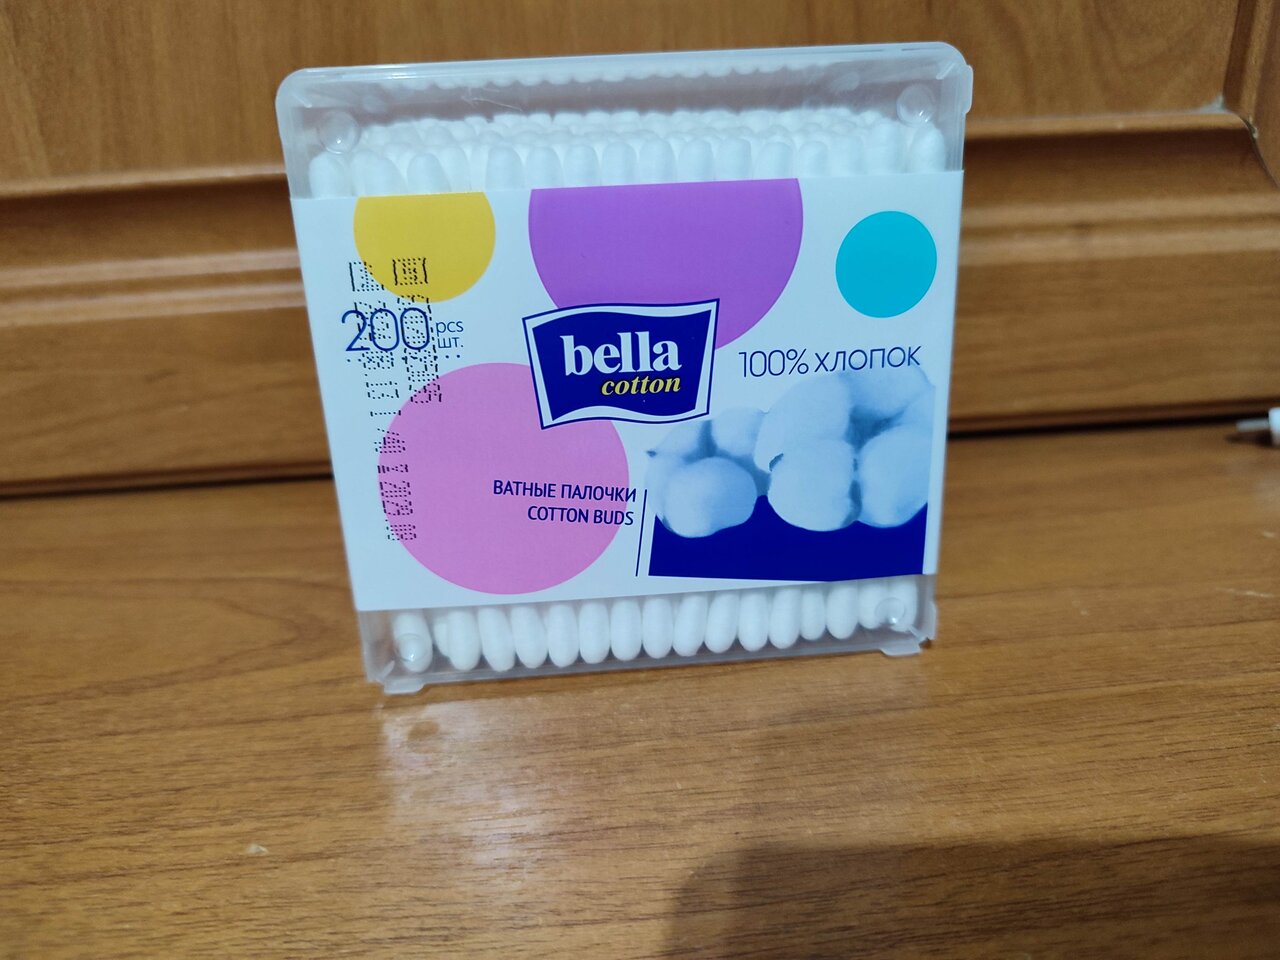 200 pcs
шт.
bella
cotton
100% ХЛОПОК
ВАТНЫЕ ПАЛОЧКИ
COTTON BUDS